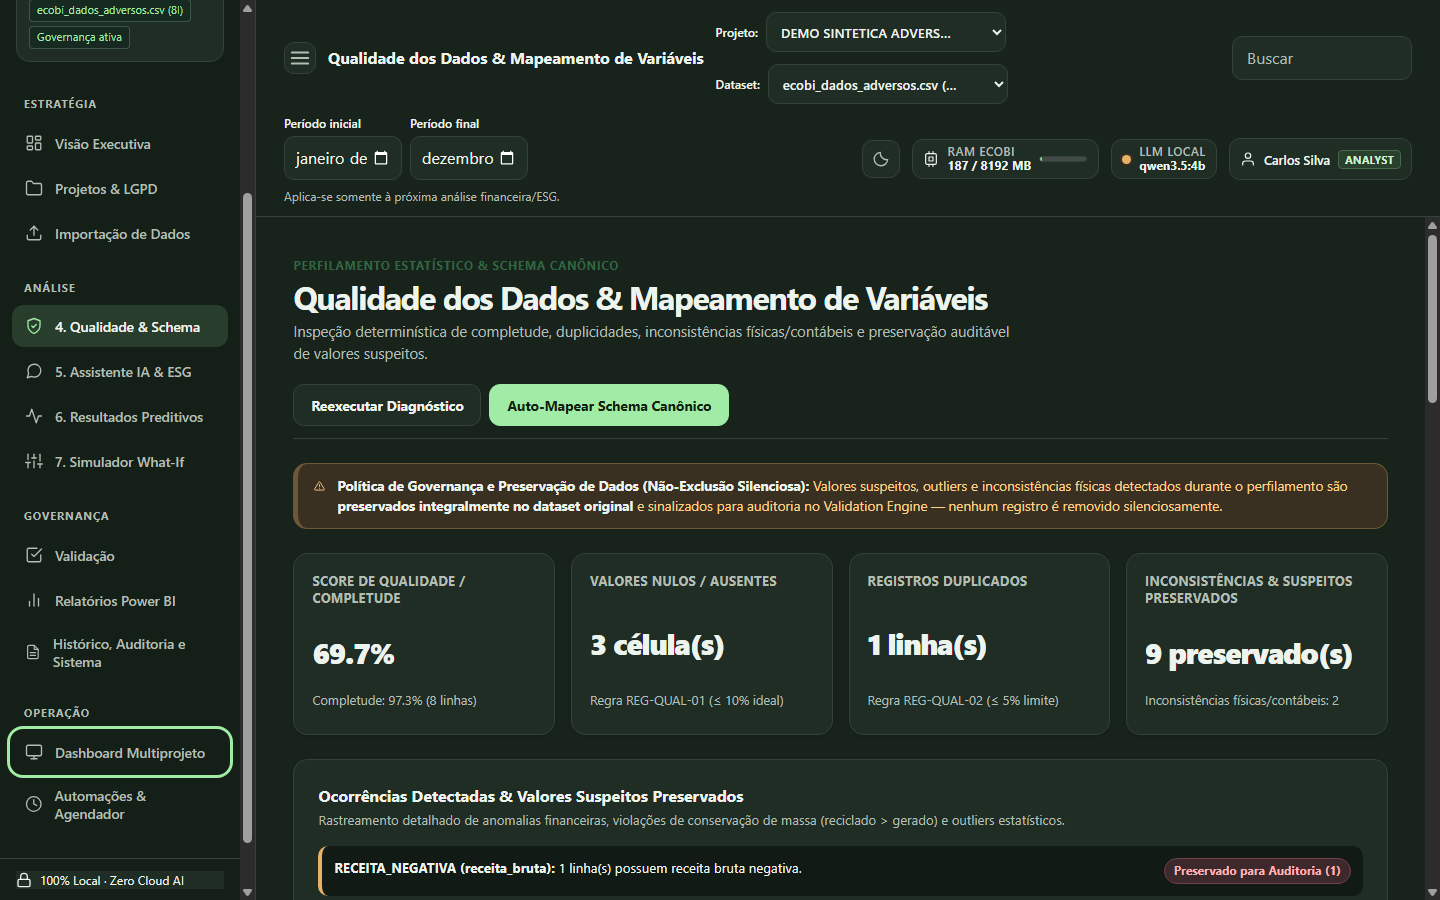 ecobi_dados_adversos.csv (8l)
Governança ativa
ESTRATÉGIA
Visão Executiva
Projetos & LGPD
Importação de Dados
ANÁLISE
4. Qualidade & Schema
5. Assistente IA & ESG
6. Resultados Preditivos
7. Simulador What-If
GOVERNANÇA
Validação
Relatórios Power BI
Histórico, Auditoria e
Sistema
OPERAÇÃO
Dashboard Multiprojeto
Automações &
Agendador
100% Local · Zero Cloud AI
Qualidade dos Dados & Mapeamento de Variáveis
Projeto:
DEMO SINTETICA ADVERS...
Dataset:
ecobi_dados_adversos.csv (...
Buscar
Período inicial
Período final
janeiro de
dezembro
Aplica-se somente à próxima análise financeira/ESG.
RAM ECOBI
187 / 8192 MB
LLM LOCAL
qwen3.5:4b
Carlos Silva
ANALYST
PERFILAMENTO ESTATÍSTICO & SCHEMA CANÔNICO
Qualidade dos Dados & Mapeamento de Variáveis
Inspeção determinística de completude, duplicidades, inconsistências físicas/contábeis e preservação auditável
de valores suspeitos.
Reexecutar Diagnóstico
Auto-Mapear Schema Canônico
Política de Governança e Preservação de Dados (Não-Exclusão Silenciosa): Valores suspeitos, outliers e inconsistências físicas detectados durante o perfilamento são
preservados integralmente no dataset original e sinalizados para auditoria no Validation Engine — nenhum registro é removido silenciosamente.
SCORE DE QUALIDADE /
COMPLETUDE
69.7%
Completude: 97.3% (8 linhas)
VALORES NULOS / AUSENTES
3 célula(s)
Regra REG-QUAL-01 (≤ 10% ideal)
REGISTROS DUPLICADOS
1 linha(s)
Regra REG-QUAL-02 (≤ 5% limite)
INCONSISTÊNCIAS & SUSPEITOS
PRESERVADOS
9 preservado(s)
Inconsistências físicas/contábeis: 2
Ocorrências Detectadas & Valores Suspeitos Preservados
Rastreamento detalhado de anomalias financeiras, violações de conservação de massa (reciclado > gerado) e outliers estatísticos.
RECEITA_NEGATIVA (receita_bruta): 1 linha(s) possuem receita bruta negativa.
Preservado para Auditoria (1)